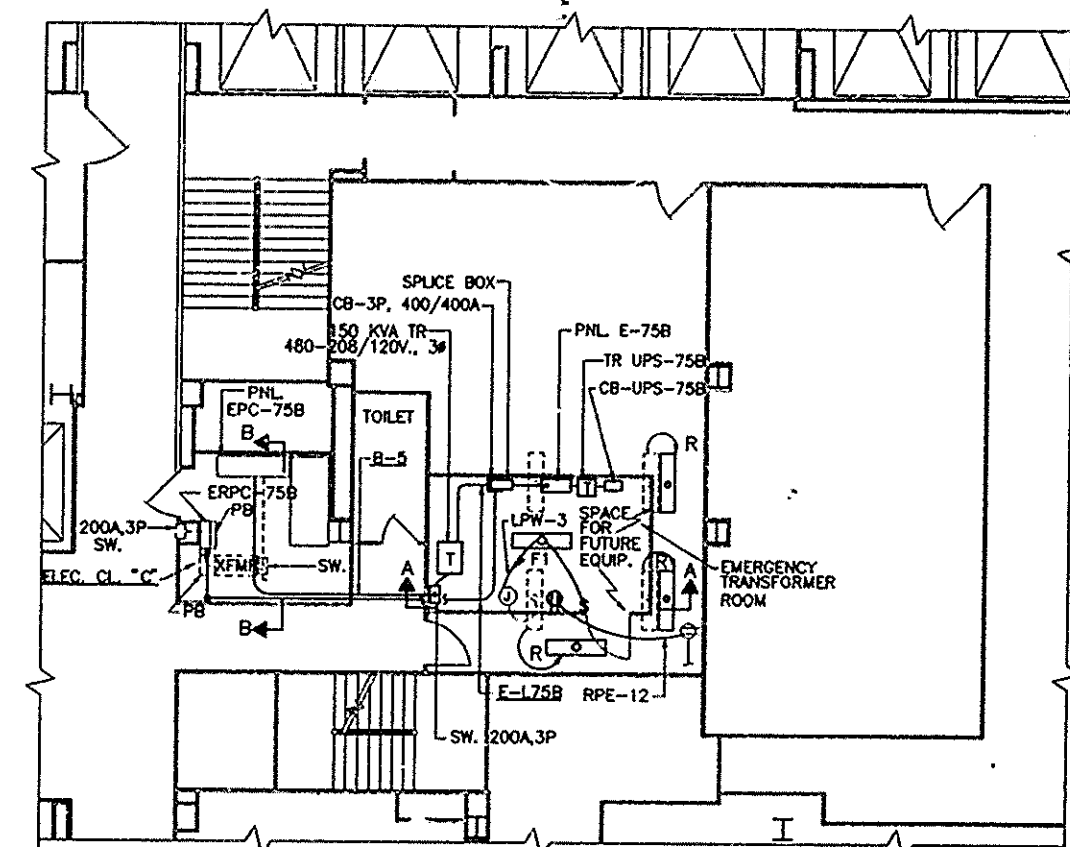 SPLICE BOX
CB-3P, 400/400A
150 KVA TR
480-208/120V., 3ø
PNL. E-75B
TR UPS-75B
CB-UPS-75B
PNL.
EPC-75B
B
TOILET
B-5
R
ERPC-75B
PB
200A,3P
SW.
ELEC. CL. "C"
XFMR
SW.
PB
B
A
T
T
LPW-3
F1
J
SPACE
FOR
FUTURE
EQUIP.
R
A
EMERGENCY
TRANSFORMER
ROOM
S
R
E-L75B
RPE-12
SW. 200A,3P